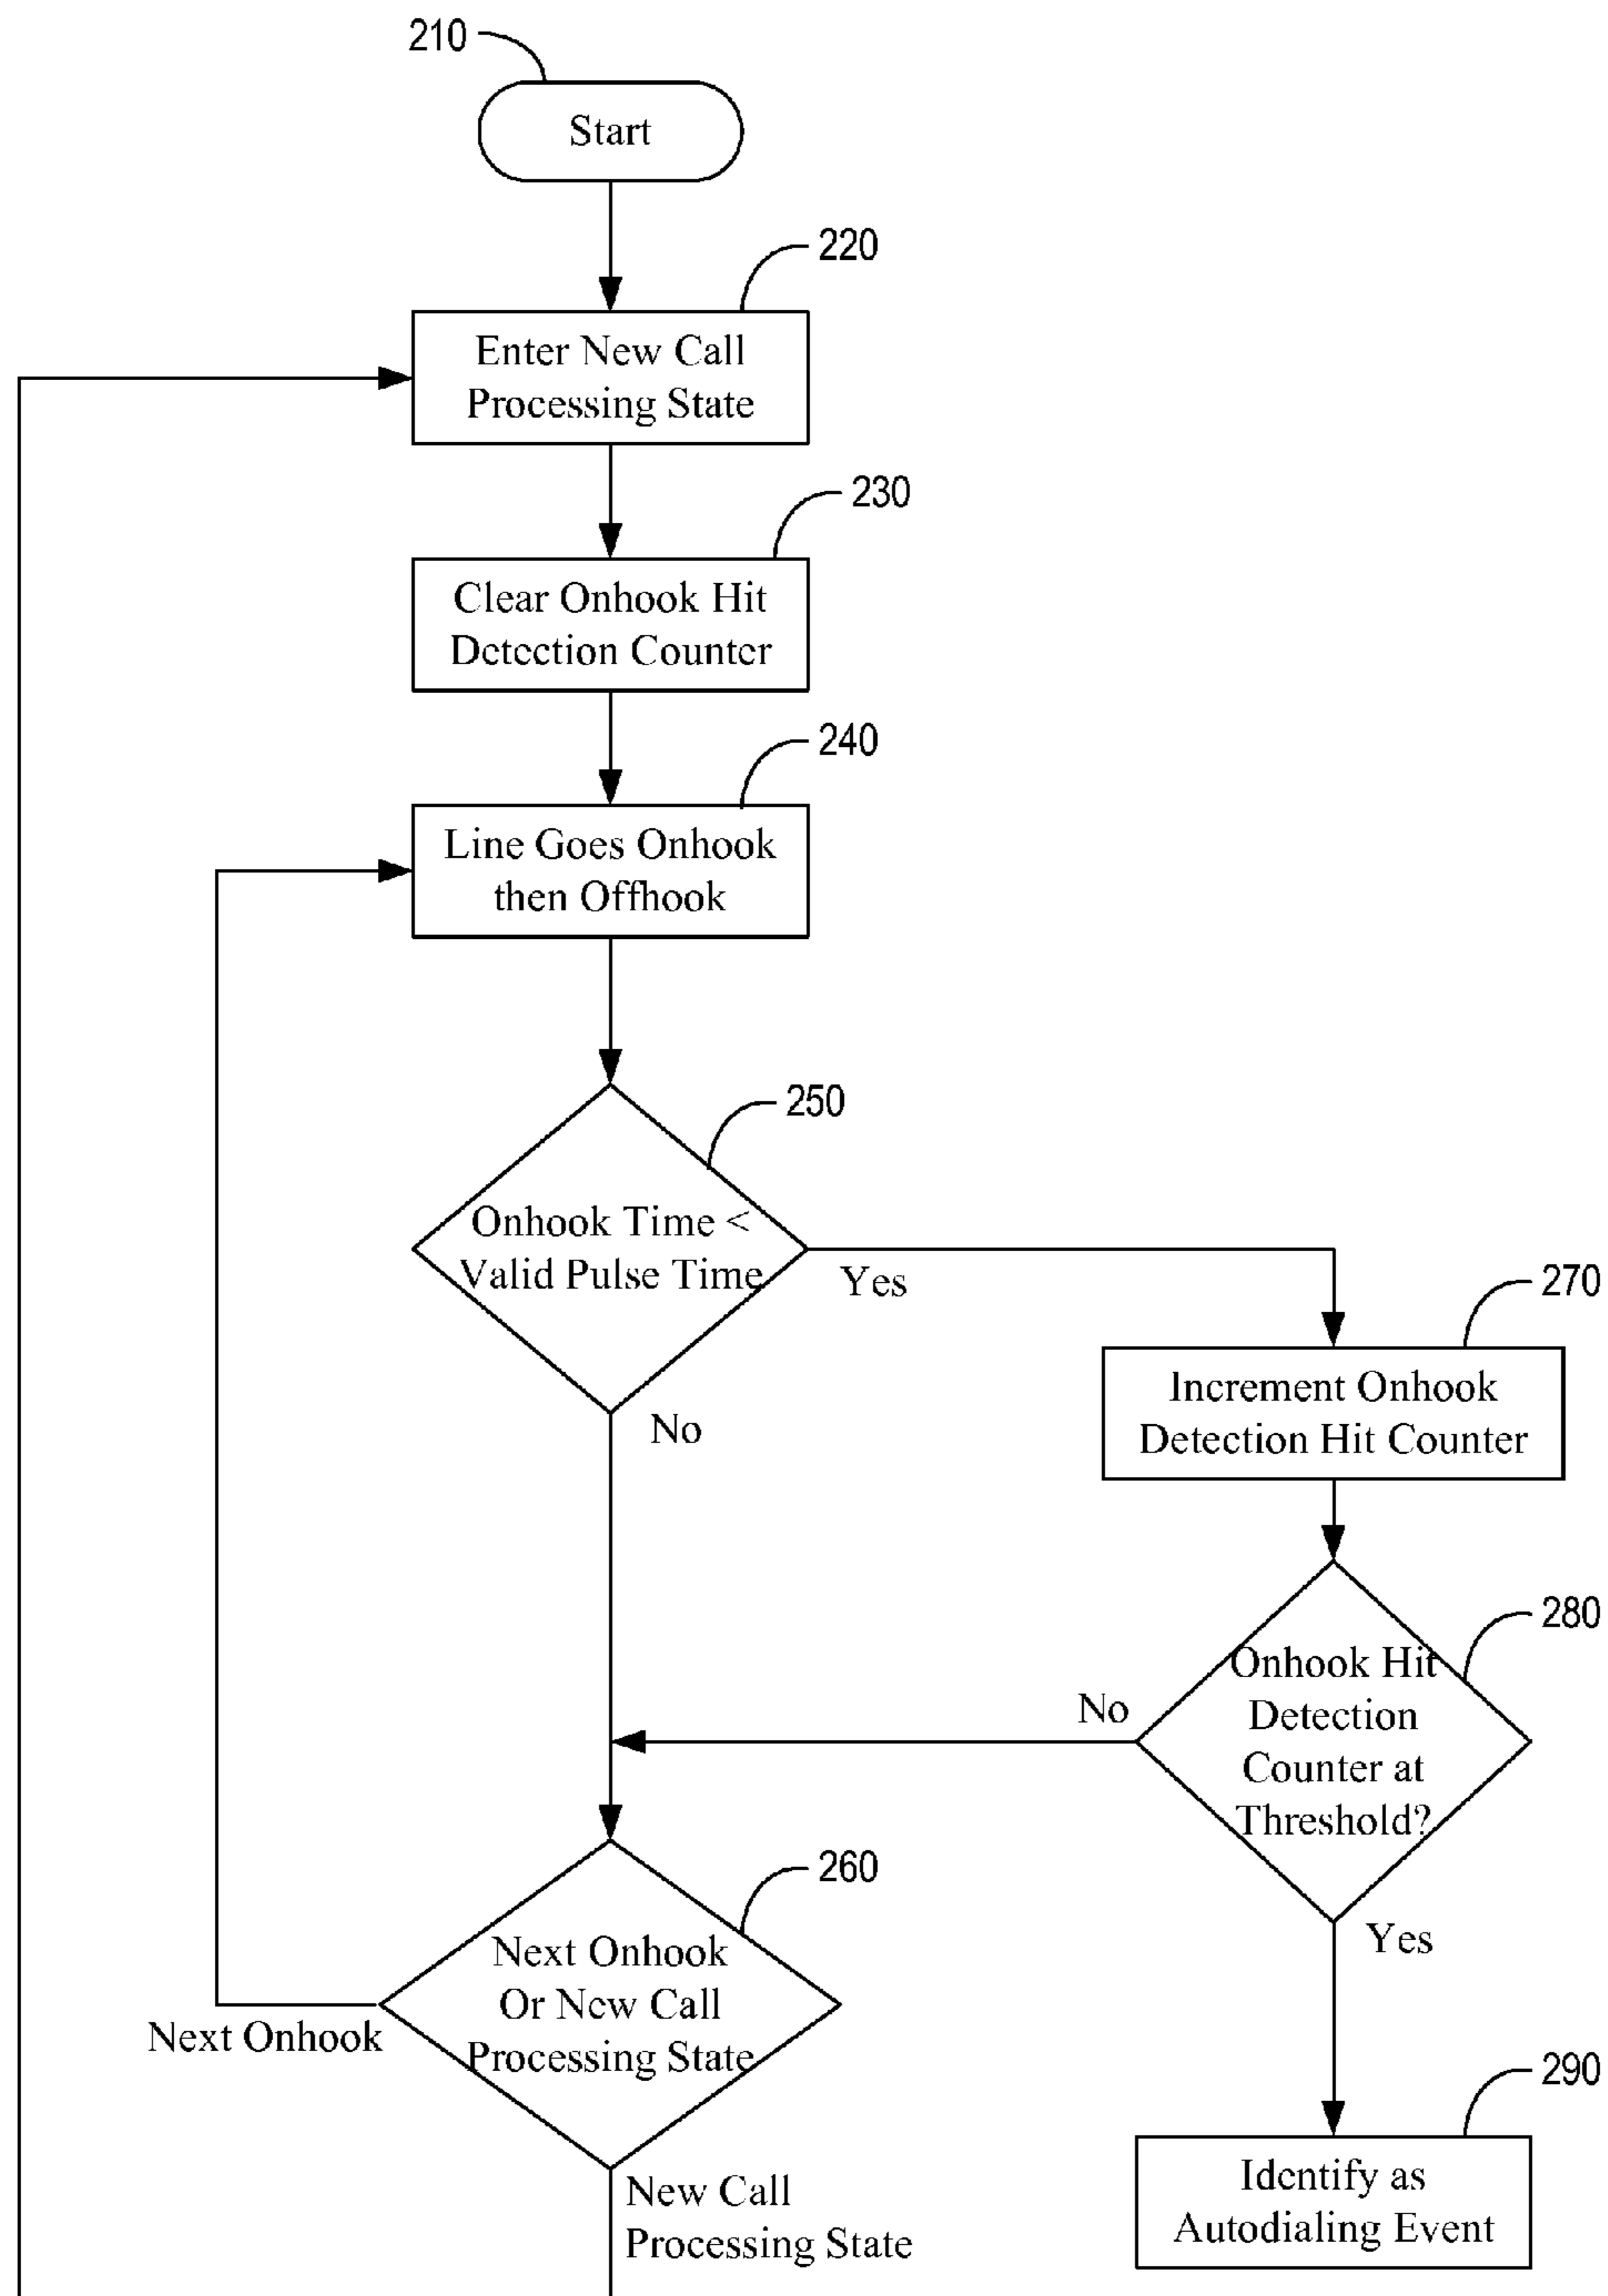 210
Start
220
Enter New Call
Processing State
230
Clear Onhook Hit
Detection Counter
240
Line Goes Onhook
then Offhook
250
Onhook Time <
Valid Pulse Time
Yes
No
270
Increment Onhook
Detection Hit Counter
280
Onhook Hit
Detection
Counter at
Threshold?
No
Yes
260
Next Onhook
Or New Call
Processing State
Next Onhook
New Call
Processing State
290
Identify as
Autodialing Event